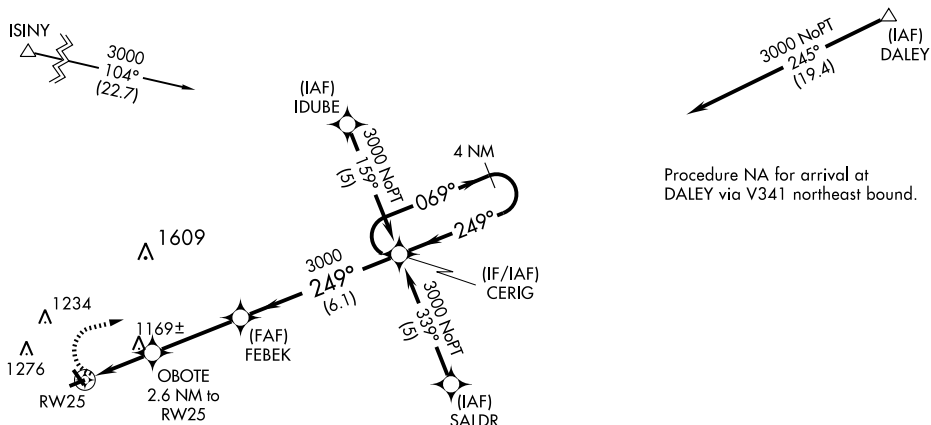 ISINY
3000
104°
(22.7)
(IAF)
IDUBE
3000 NoPT
159°
(5)
4 NM
069°
249°
3000 NoPT
245°
(19.4)
(IAF)
DALEY
Procedure NA for arrival at
DALEY via V341 northeast bound.
1609
3000
249°
(6.1)
(IF/IAF)
CERIG
3000 NoPT
339°
(5)
1234
1169±
1276
(FAF)
FEBEK
OBOTE
2.6 NM to
RW25
RW25
(IAF)
SALDR